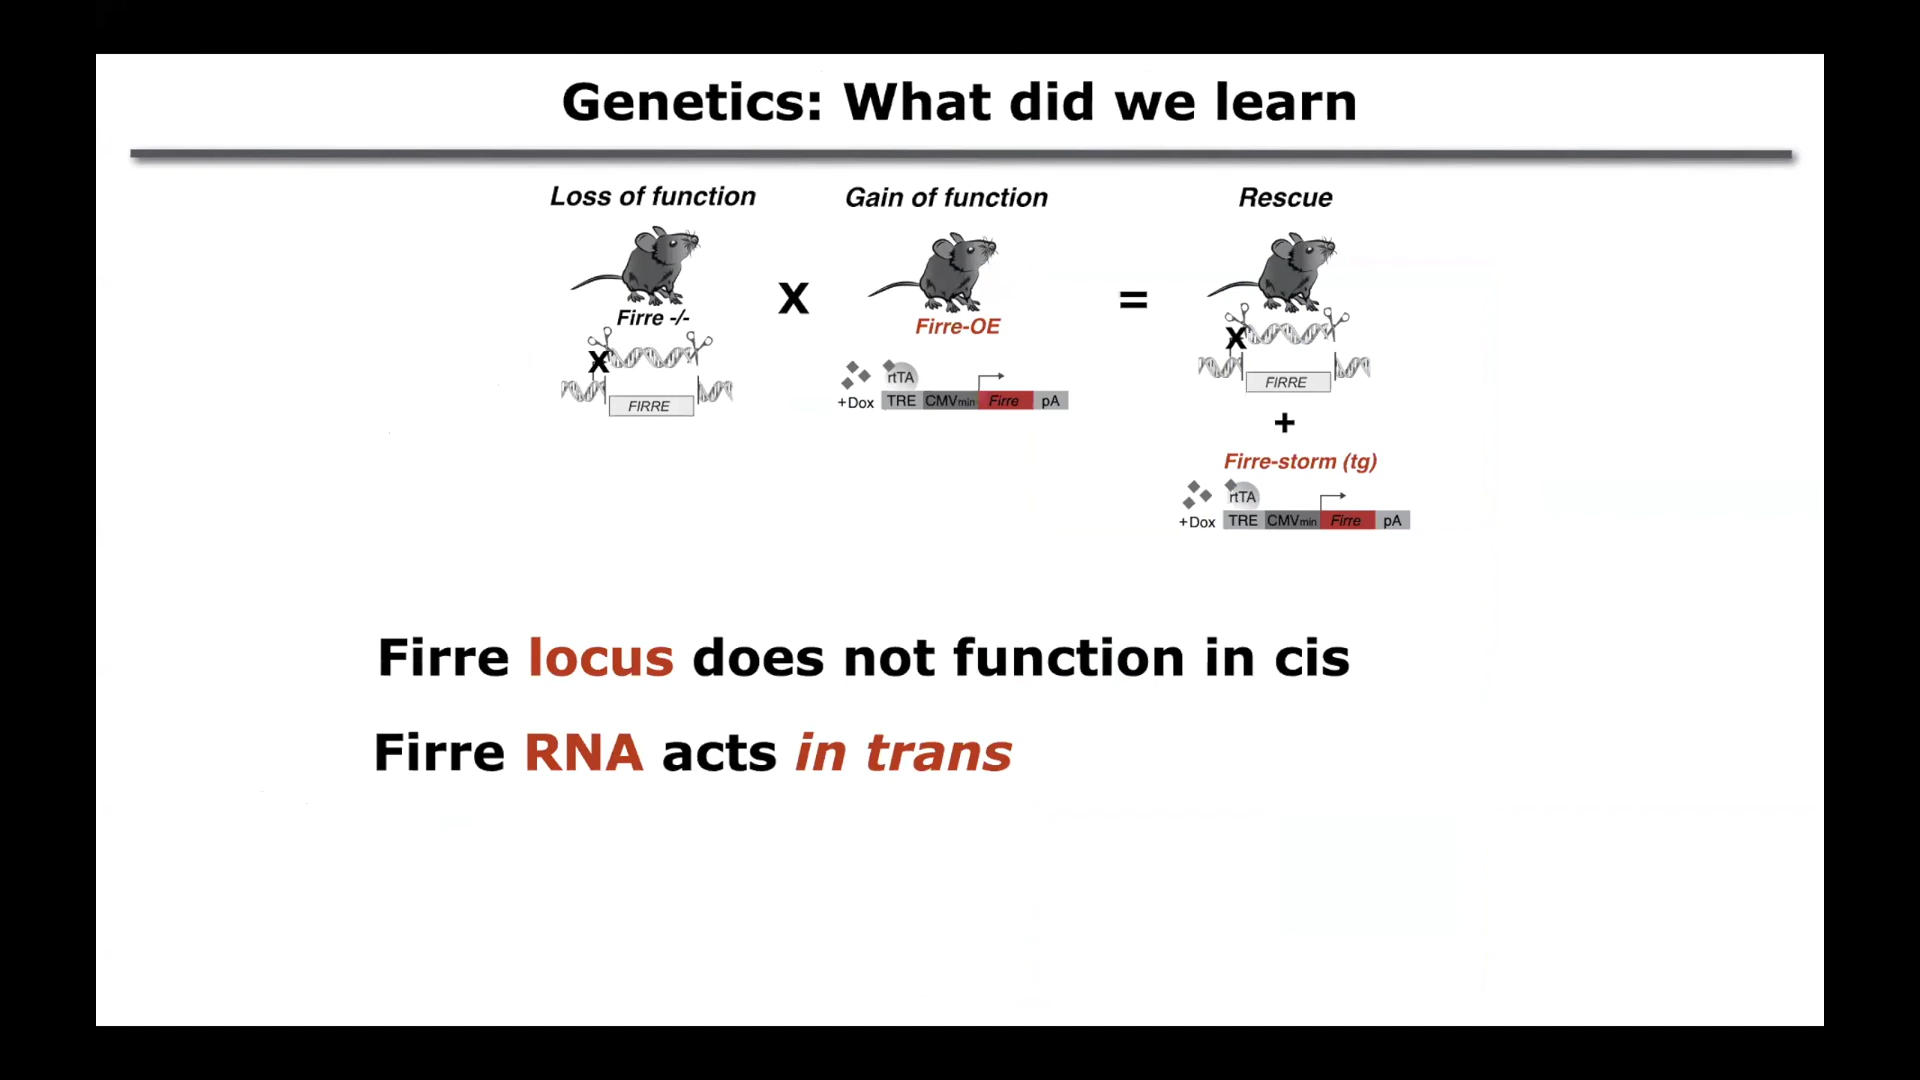 Genetics: What did we learn
Loss of function
Gain of function
Rescue
Firre -/-
X
FIRRE
X
Firre-OE
rtTA
+Dox TRE CMVmin Firre pA
=
X
FIRRE
+
Firre-storm (tg)
rtTA
+Dox TRE CMVmin Firre pA
Firre locus does not function in cis
Firre RNA acts in trans